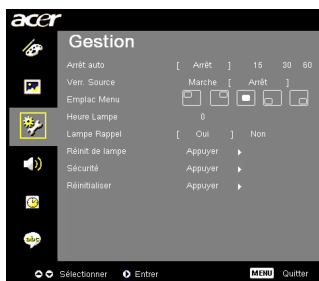 acer
Gestion
Arrêt auto [ Arrêt ] 15 30 60
Verr. Source Marche [ Arrêt ]
Emplac Menu
Heure Lampe 0
Lampe Rappel [ Oui ] Non
Réinit de lampe Appuyer
Sécurité Appuyer
Réinitialiser Appuyer
abc
Sélectionner Entrer MENU Quitter